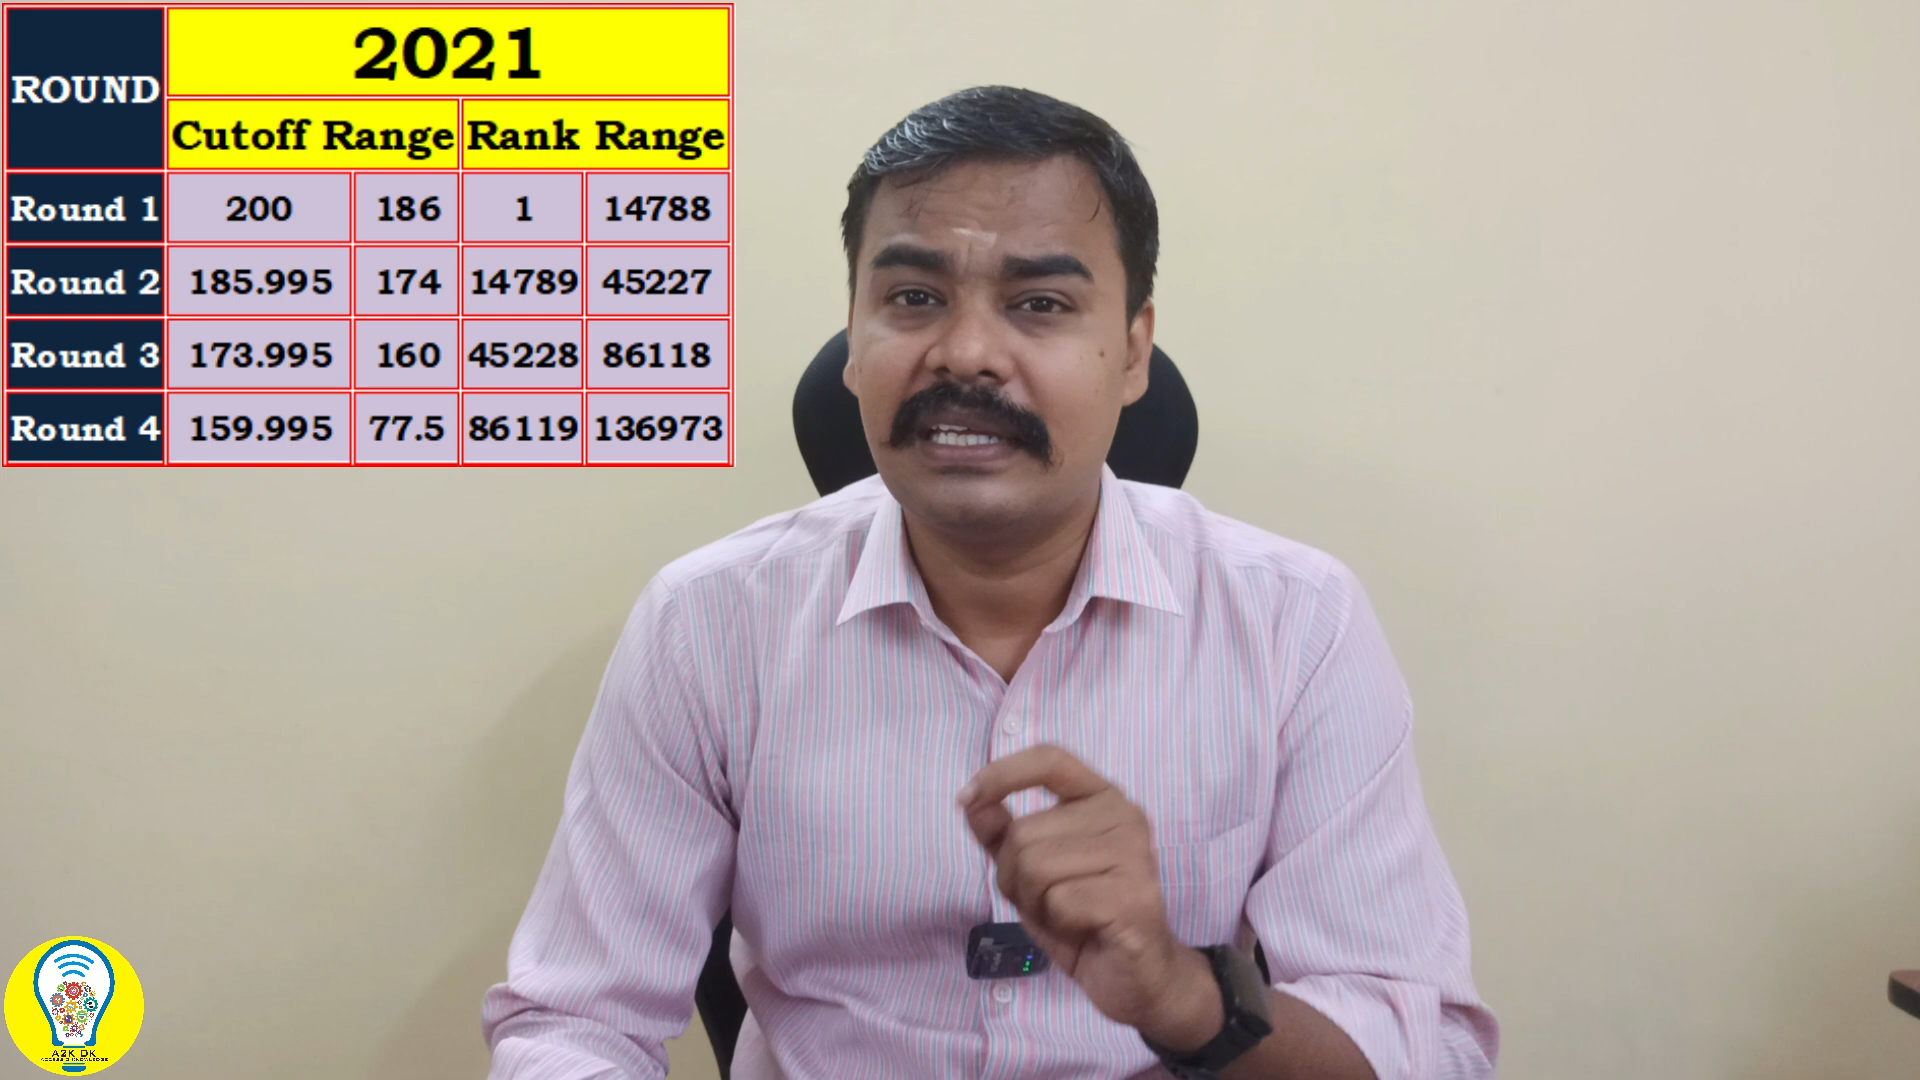 ROUND
2021
Cutoff Range Rank Range
Round 1 200 186 1 14788
Round 2 185.995 174 14789 45227
Round 3 173.995 160 45228 86118
Round 4 159.995 77.5 86119 136973
A2K DK